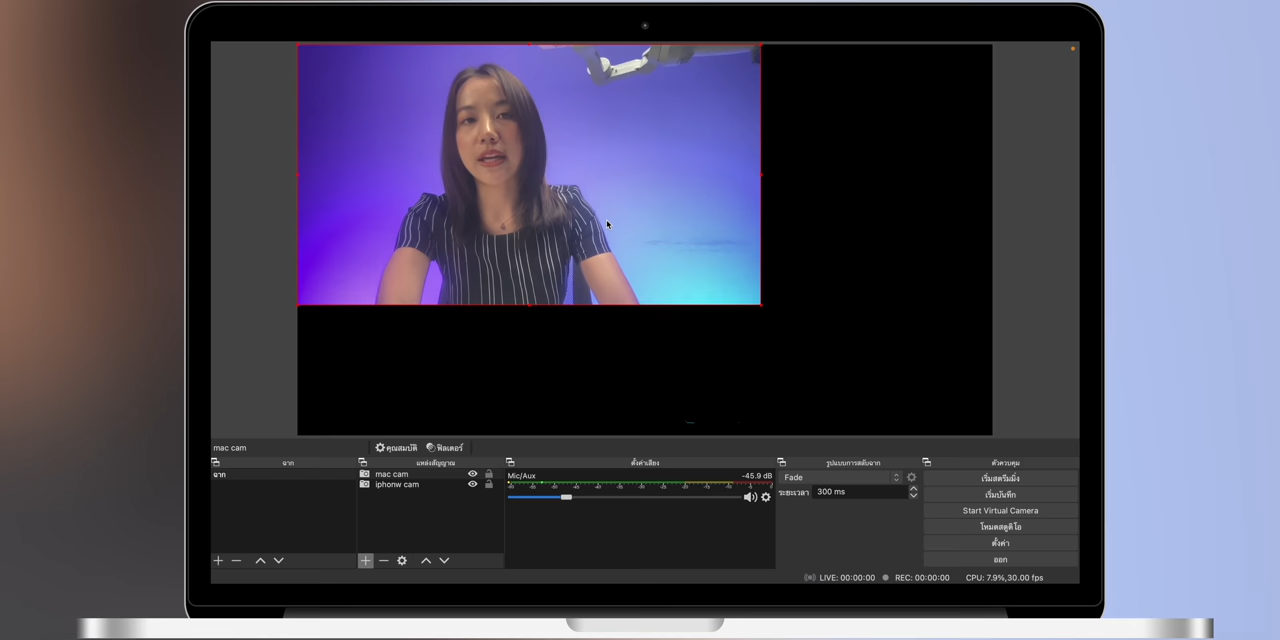 mac cam
คุณสมบัติ
ฟิลเตอร์
ฉาก
แหล่งสัญญาณ
ตั้งค่าเสียง
รูปแบบการสลับฉาก
ตัวควบคุม
ฉาก
mac cam
iphonw cam
Mic/Aux
-45.9 dB
Fade
ระยะเวลา
300 ms
เริ่มสตรีมมิ่ง
เริ่มบันทึก
Start Virtual Camera
โหมดสตูดิโอ
ตั้งค่า
ออก
LIVE: 00:00:00
REC: 00:00:00
CPU: 7.9%,30.00 fps